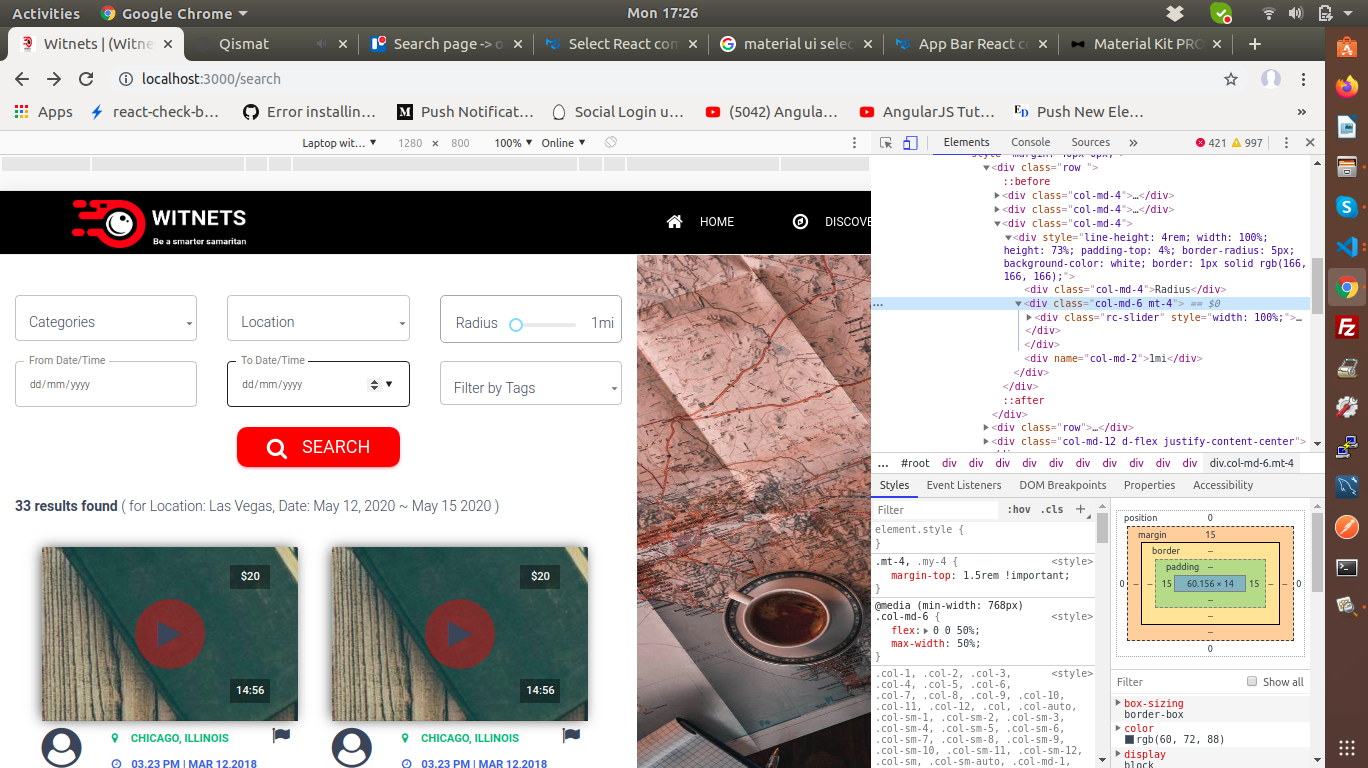 Activities Google Chrome Mon 17:26
Witnets | (Witne Qismat Search page -> o Select React com material ui selec App Bar React co Material Kit PRO
localhost:3000/search
Apps react-check-b... Error installin... Push Notificat... Social Login u... (5042) Angula... AngularJS Tut... Push New Ele... »
Laptop wit... 1280 × 800 100% Online
Elements Console Sources » 421 997
WITNETS
Be a smarter samaritan
HOME DISCOVE
Categories Location Radius 1mi
From Date/Time To Date/Time
dd/mm/yyyy dd/mm/yyyy Filter by Tags
SEARCH
33 results found ( for Location: Las Vegas, Date: May 12, 2020 ~ May 15 2020 )
$20 $20
14:56 14:56
CHICAGO, ILLINOIS CHICAGO, ILLINOIS
03.23 PM | MAR 12.2018 03.23 PM | MAR 12.2018
<div class="row ">
::before
<div class="col-md-4">…</div>
<div class="col-md-4">…</div>
<div class="col-md-4">
<div style="line-height: 4rem; width: 100%;
height: 73%; padding-top: 4%; border-radius: 5px;
background-color: white; border: 1px solid rgb(166,
166, 166);">
<div class="col-md-4">Radius</div>
... <div class="col-md-6 mt-4"> == $0
<div class="rc-slider" style="width: 100%;">…
</div>
</div>
<div name="col-md-2">1mi</div>
</div>
</div>
::after
</div>
<div class="row">…</div>
<div class="col-md-12 d-flex justify-content-center">
... #root div div div div div div div div div div div.col-md-6.mt-4
Styles Event Listeners DOM Breakpoints Properties Accessibility
Filter :hov .cls +
element.style {
}
.mt-4, .my-4 { <style>
margin-top: 1.5rem !important;
}
@media (min-width: 768px)
.col-md-6 { <style>
flex: 0 0 50%;
max-width: 50%;
}
.col-1, .col-2, .col-3, <style>
.col-4, .col-5, .col-6,
.col-7, .col-8, .col-9, .col-10,
.col-11, .col-12, .col, .col-auto,
.col-sm-1, .col-sm-2, .col-sm-3,
.col-sm-4, .col-sm-5, .col-sm-6,
.col-sm-7, .col-sm-8, .col-sm-9,
.col-sm-10, .col-sm-11, .col-sm-12,
.col-sm, .col-sm-auto, .col-md-1,
position 0
margin 15
border –
padding –
0 – – 15 60.156 × 14 15 – – 0
–
–
–
0
Filter Show all
box-sizing
border-box
color
rgb(60, 72, 88)
display
block